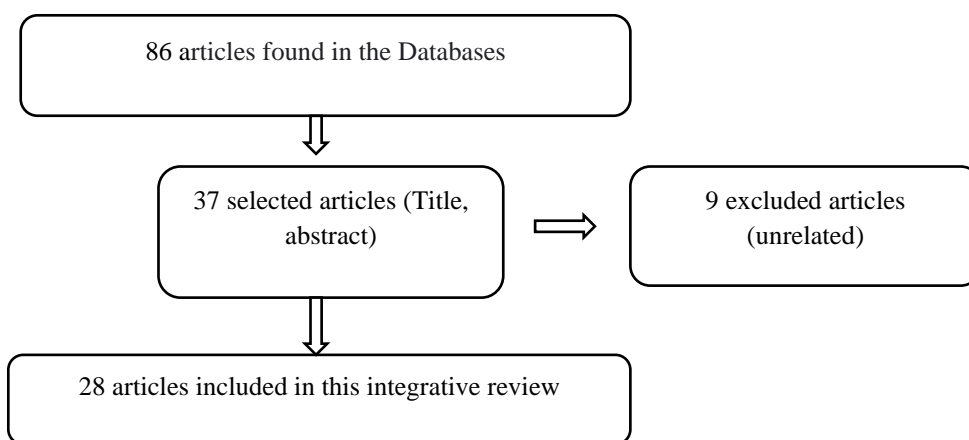 86 articles found in the Databases
37 selected articles (Title,
abstract)
9 excluded articles
(unrelated)
28 articles included in this integrative review